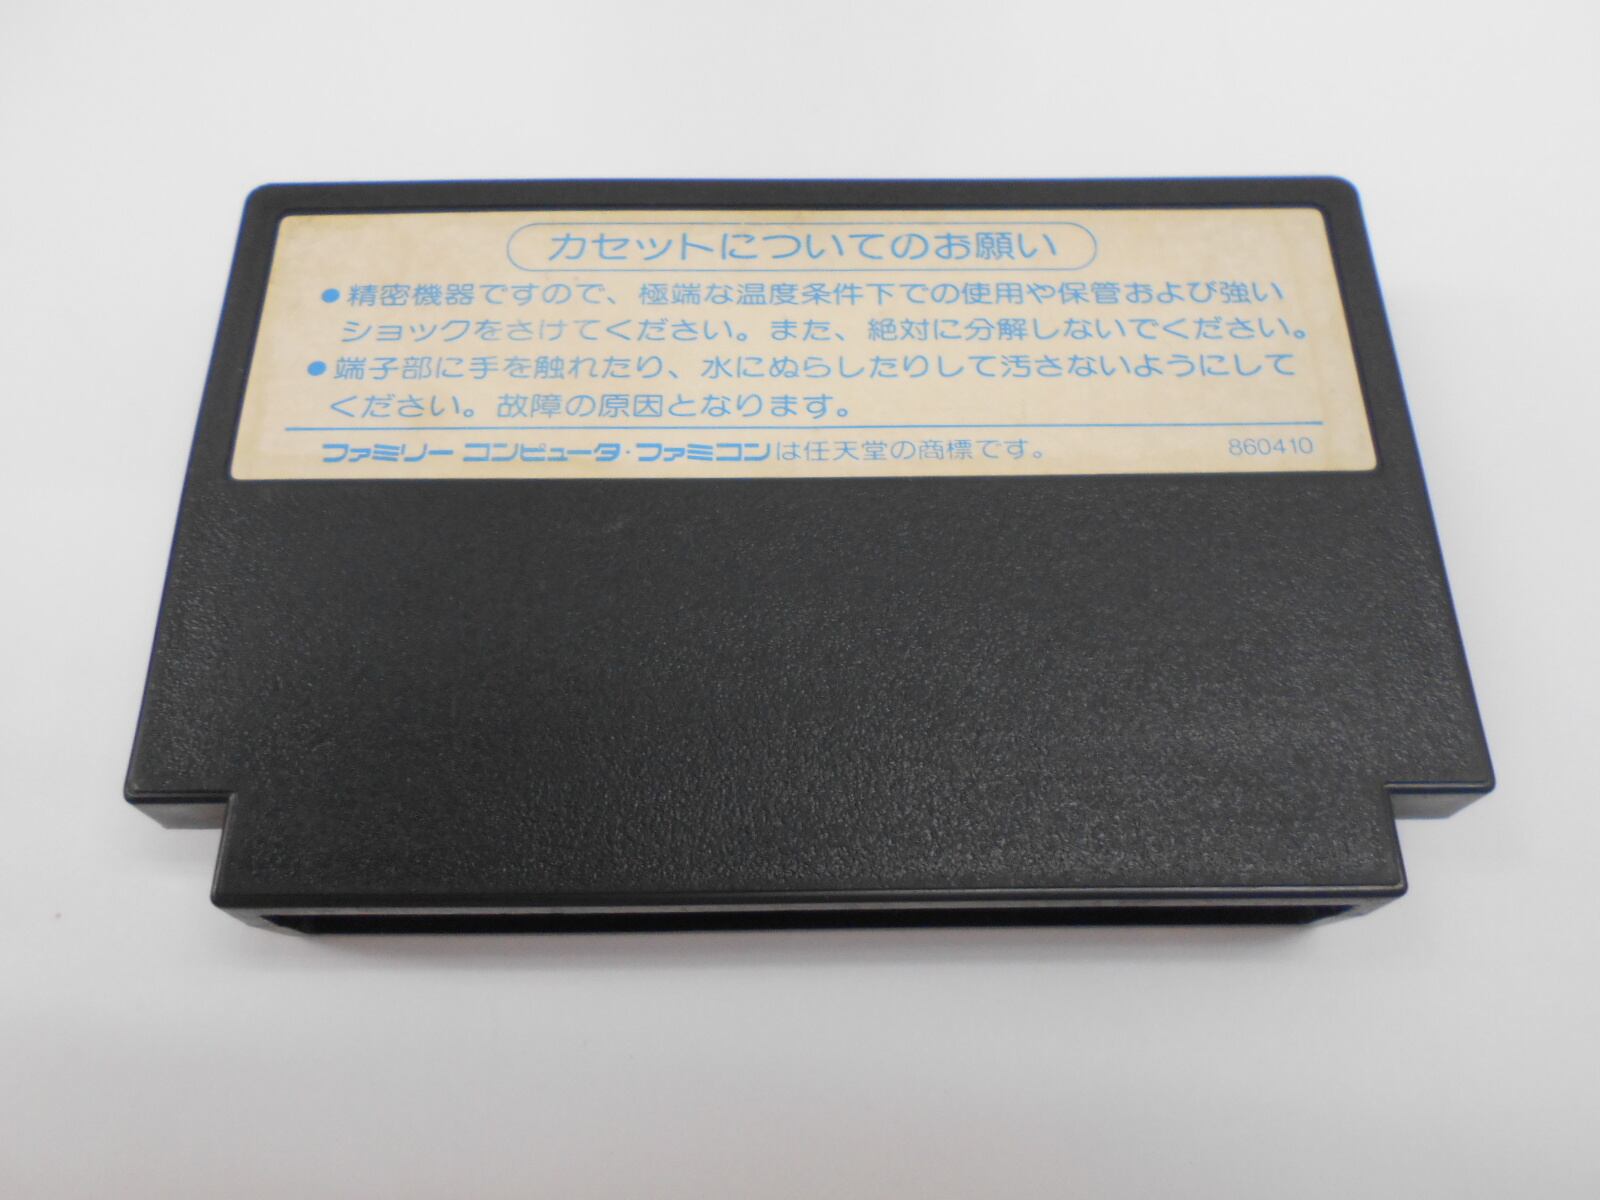 カセットについてのお願い
●精密機器ですので、極端な温度条件下での使用や保管および強い
ショックをさけてください。また、絶対に分解しないでください。
●端子部に手を触れたり、水にぬらしたりして汚さないようにして
ください。故障の原因となります。
ファミリー コンピュータ・ファミコンは任天堂の商標です。 860410